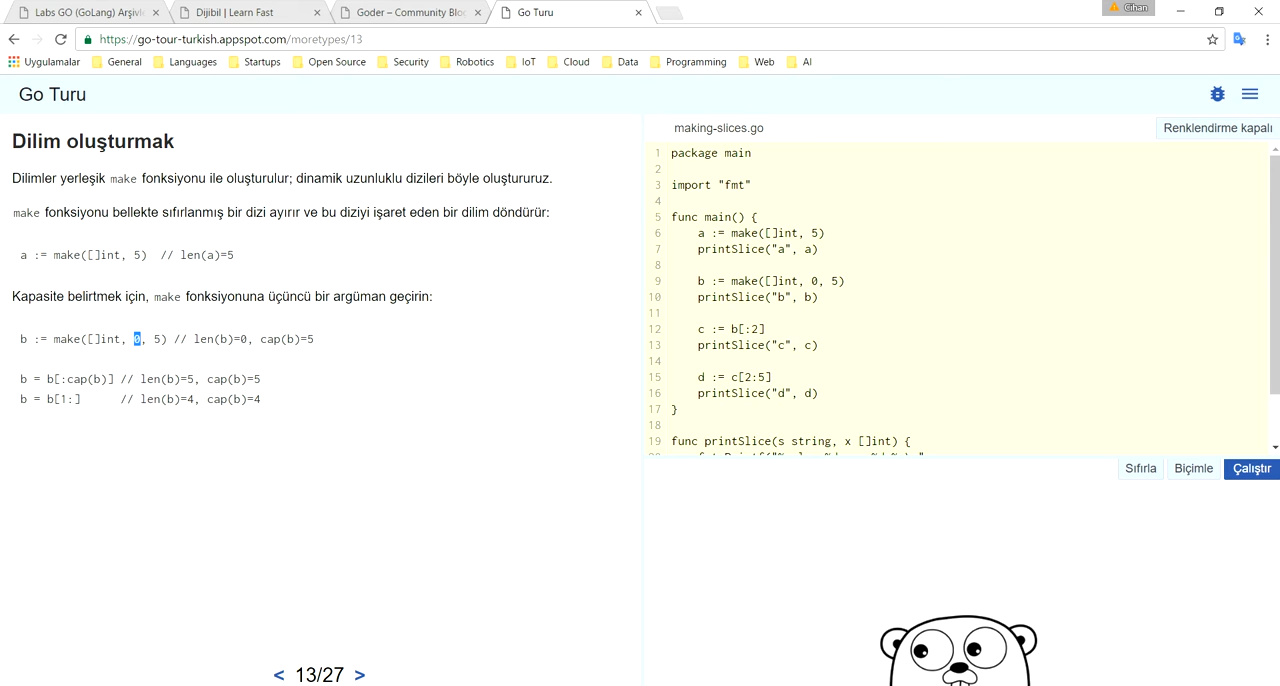 Labs GO (GoLang) Arşivl
Dijibil | Learn Fast
Goder – Community Blog
Go Turu
Cihan
https://go-tour-turkish.appspot.com/moretypes/13
Uygulamalar General Languages Startups Open Source Security Robotics IoT Cloud Data Programming Web AI
Go Turu
Dilim oluşturmak
Dilimler yerleşik make fonksiyonu ile oluşturulur; dinamik uzunluklu dizileri böyle oluştururuz.
make fonksiyonu bellekte sıfırlanmış bir dizi ayırır ve bu diziyi işaret eden bir dilim döndürür:
a := make([]int, 5)  // len(a)=5
Kapasite belirtmek için, make fonksiyonuna üçüncü bir argüman geçirin:
b := make([]int, 0, 5) // len(b)=0, cap(b)=5
b = b[:cap(b)] // len(b)=5, cap(b)=5
b = b[1:]      // len(b)=4, cap(b)=4
< 13/27 >
making-slices.go
Renklendirme kapalı
1 package main
2
3 import "fmt"
4
5 func main() {
6     a := make([]int, 5)
7     printSlice("a", a)
8
9     b := make([]int, 0, 5)
10     printSlice("b", b)
11
12     c := b[:2]
13     printSlice("c", c)
14
15     d := c[2:5]
16     printSlice("d", d)
17 }
18
19 func printSlice(s string, x []int) {
Sıfırla Biçimle Çalıştır